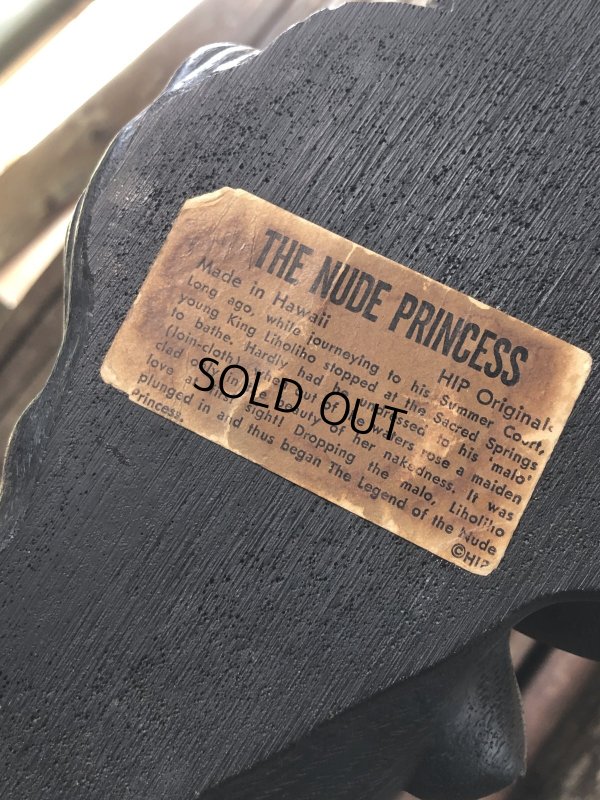 THE NUDE PRINCESS
Made in Hawaii HIP Original
Long ago, while journeying to his Summer Court,
young King Liholiho stopped at the Sacred Springs
to bathe. Hardly had he undressed to his 'malo'
(loin-cloth) when out of the waters rose a maiden
clad only in the beauty of her nakedness. It was
love at first sight! Dropping the malo, Liholiho
plunged in and thus began The Legend of the Nude
Princess.
©HIP
SOLD OUT